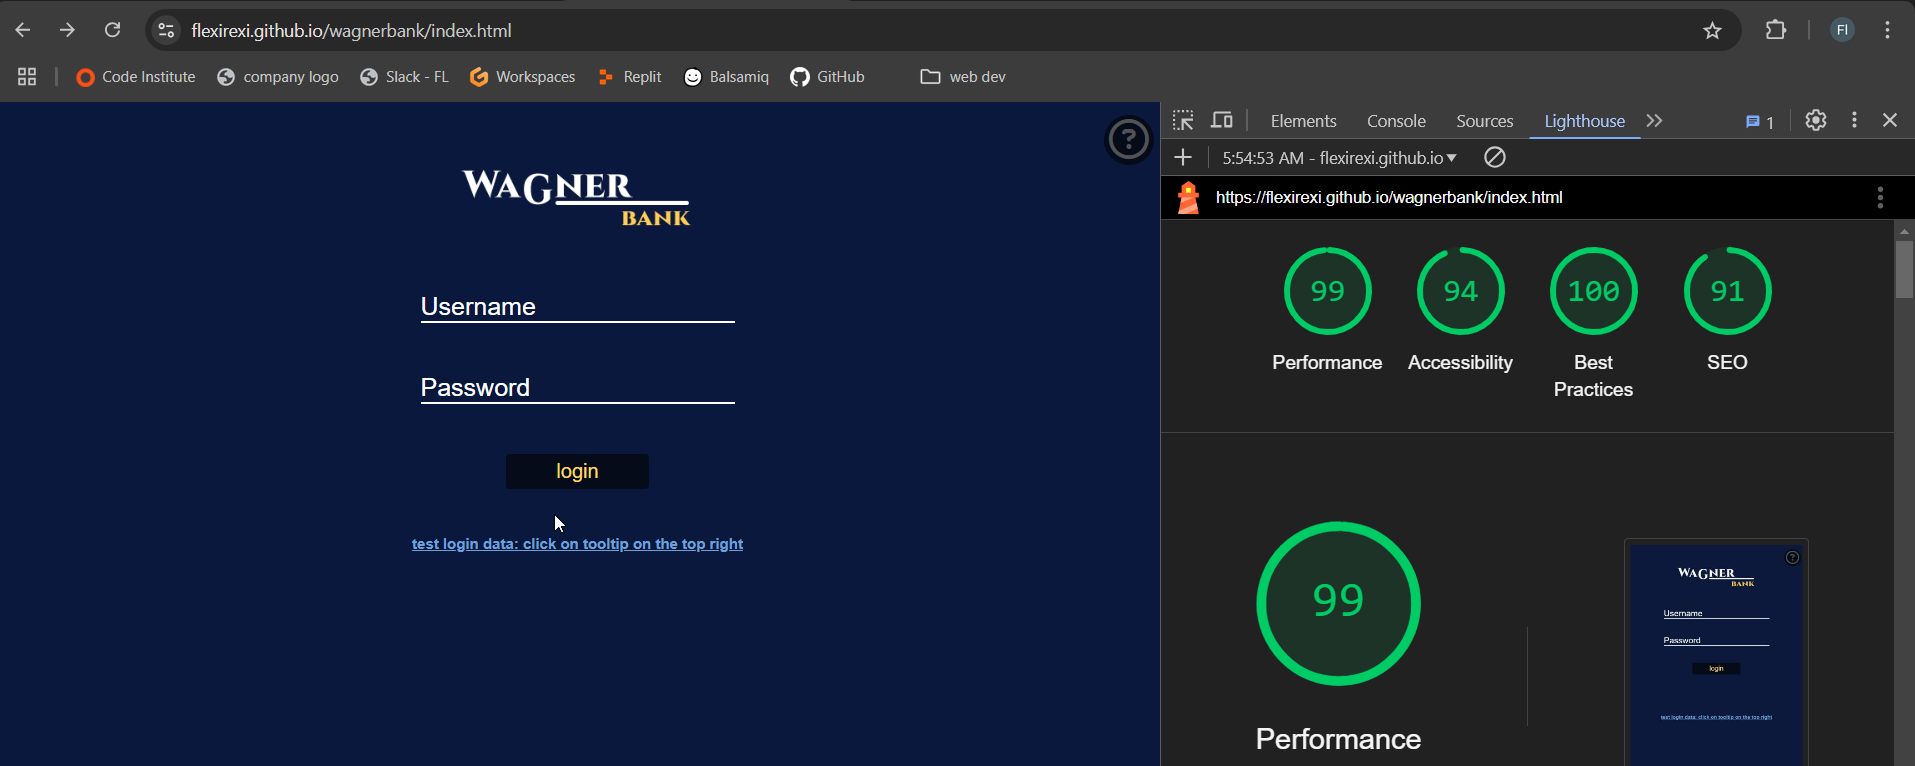 flexirexi.github.io/wagnerbank/index.html
Fl
Code Institute
company logo
Slack - FL
Workspaces
Replit
Balsamiq
GitHub
web dev
?
WAGNER
BANK
Username
Password
login
test login data: click on tooltip on the top right
Elements
Console
Sources
Lighthouse
1
5:54:53 AM - flexirexi.github.io
https://flexirexi.github.io/wagnerbank/index.html
99
94
100
91
Performance
Accessibility
Best
Practices
SEO
99
Performance
?
WAGNER
BANK
Username
Password
login
test login data: click on tooltip on the top right